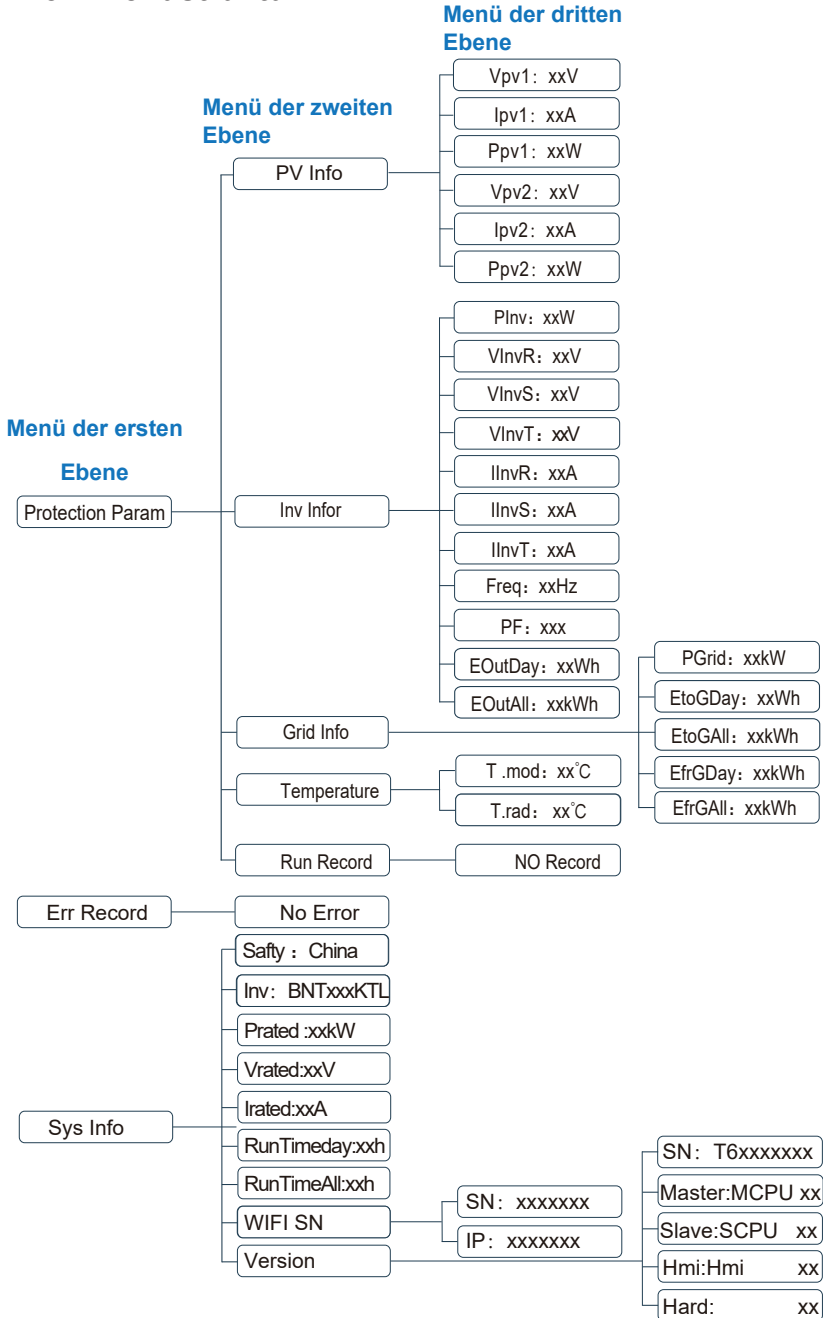 Menü der dritten
Ebene
Vpv1: xxV
Ipv1: xxA
Menü der zweiten
Ebene
Ppv1: xxW
PV Info
Vpv2: xxV
Ipv2: xxA
Ppv2: xxW
PInv: xxW
VInvR: xxV
VInvS: xxV
VInvT: xxV
Menü der ersten
Ebene
IInvR: xxA
Protection Param
Inv Infor
IInvS: xxA
IInvT: xxA
Freq: xxHz
PF: xxx
EOutDay: xxWh
EOutAll: xxkWh
Grid Info
PGrid: xxkW
EtoGDay: xxWh
EtoGAll: xxkWh
EfrGDay: xxkWh
EfrGAll: xxkWh
Temperature
T .mod: xx°C
T.rad: xx°C
Run Record
NO Record
Err Record
No Error
Sys Info
Safty : China
Inv: BNTxxxKTL
Prated :xxkW
Vrated:xxV
Irated:xxA
RunTimeday:xxh
RunTimeAll:xxh
WIFI SN
SN: xxxxxxx
IP: xxxxxxx
Version
SN: T6xxxxxxx
Master:MCPU xx
Slave:SCPU xx
Hmi:Hmi xx
Hard: xx